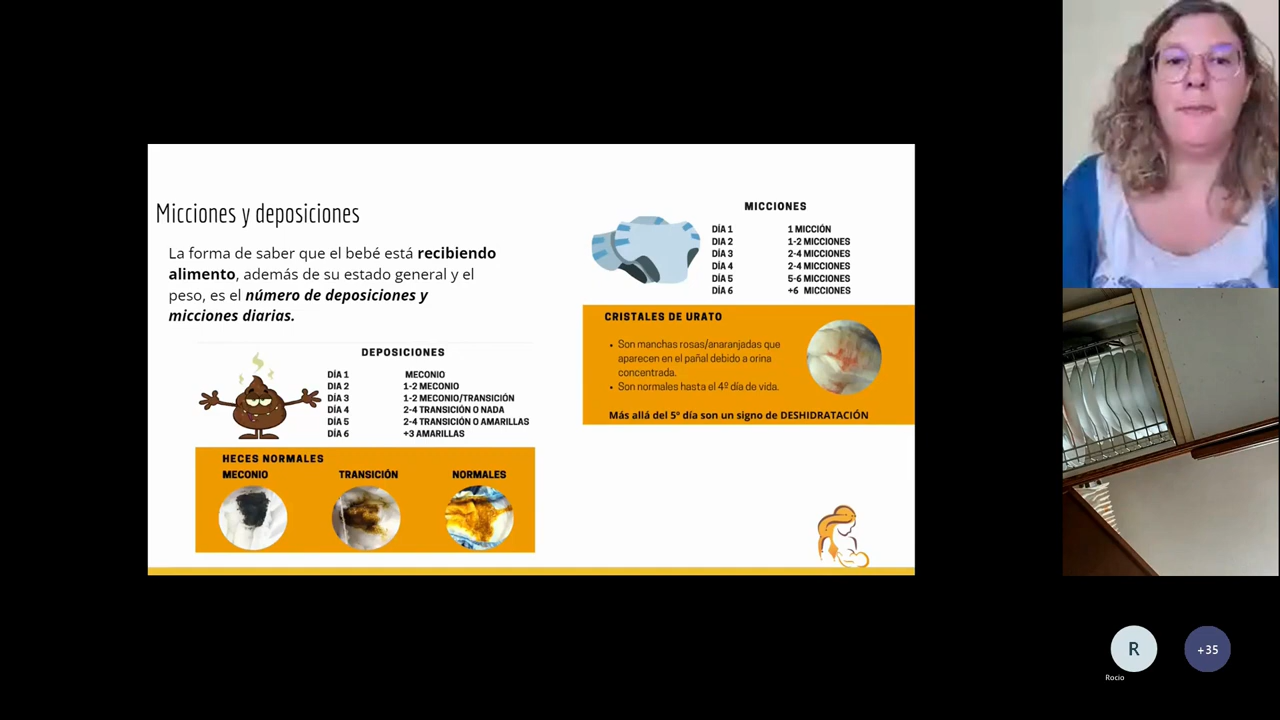 Micciones y deposiciones
La forma de saber que el bebé está recibiendo
alimento, además de su estado general y el
peso, es el número de deposiciones y
micciones diarias.
DEPOSICIONES
DÍA 1 MECONIO
DIA 2 1-2 MECONIO
DÍA 3 1-2 MECONIO/TRANSICIÓN
DÍA 4 2-4 TRANSICIÓN O NADA
DÍA 5 2-4 TRANSICIÓN O AMARILLAS
DÍA 6 +3 AMARILLAS
HECES NORMALES
MECONIO TRANSICIÓN NORMALES
MICCIONES
DÍA 1 1 MICCIÓN
DIA 2 1-2 MICCIONES
DÍA 3 2-4 MICCIONES
DÍA 4 2-4 MICCIONES
DÍA 5 5-6 MICCIONES
DÍA 6 +6 MICCIONES
CRISTALES DE URATO
• Son manchas rosas/anaranjadas que
aparecen en el pañal debido a orina
concentrada.
• Son normales hasta el 4º día de vida.
Más allá del 5º día son un signo de DESHIDRATACIÓN
R
+35
Rocio